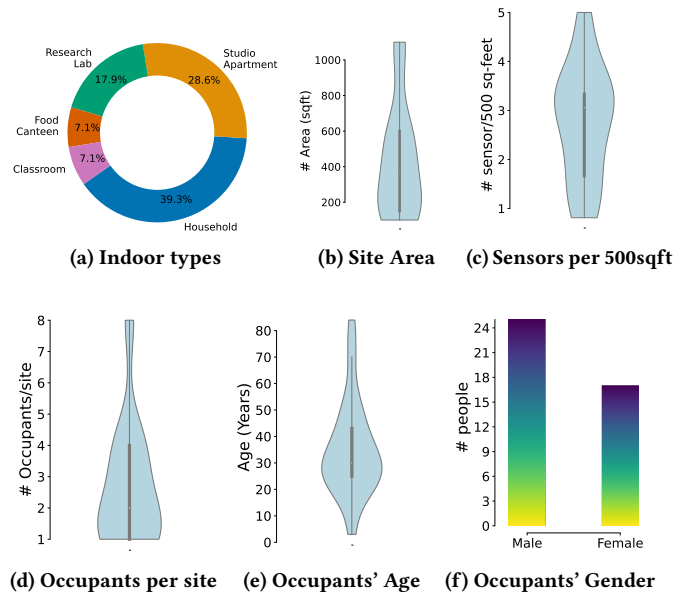 Research
Lab
Studio
Apartment
17.9%
28.6%
Food
Canteen
7.1%
Classroom
7.1%
39.3%
Household
(a) Indoor types
# Area (sqft)
1000
800
600
400
200
(b) Site Area
# sensor/500 sq-feet
5
4
3
2
1
(c) Sensors per 500sqft
# Occupants/site
8
7
6
5
4
3
2
1
(d) Occupants per site
Age (Years)
80
70
60
50
40
30
20
10
0
(e) Occupants' Age
# people
24
21
18
15
12
9
6
3
0
Male
Female
(f) Occupants' Gender